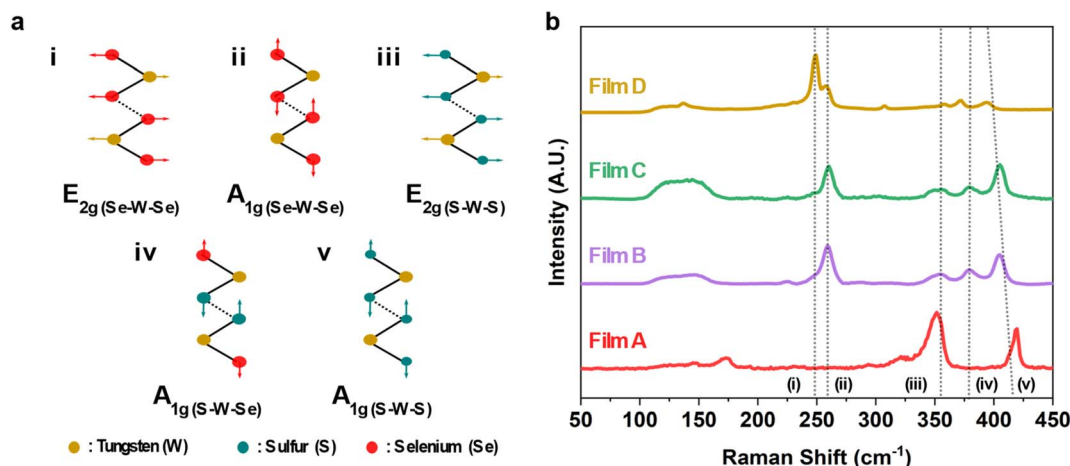 a
i ii iii
E2g (Se-W-Se) A1g (Se-W-Se) E2g (S-W-S)
iv v
A1g (S-W-Se) A1g (S-W-S)
: Tungsten (W) : Sulfur (S) : Selenium (Se)
b
Intensity (A.U.)
Film D
Film C
Film B
Film A
(i) (ii) (iii) (iv) (v)
50 100 150 200 250 300 350 400 450
Raman Shift (cm-1)